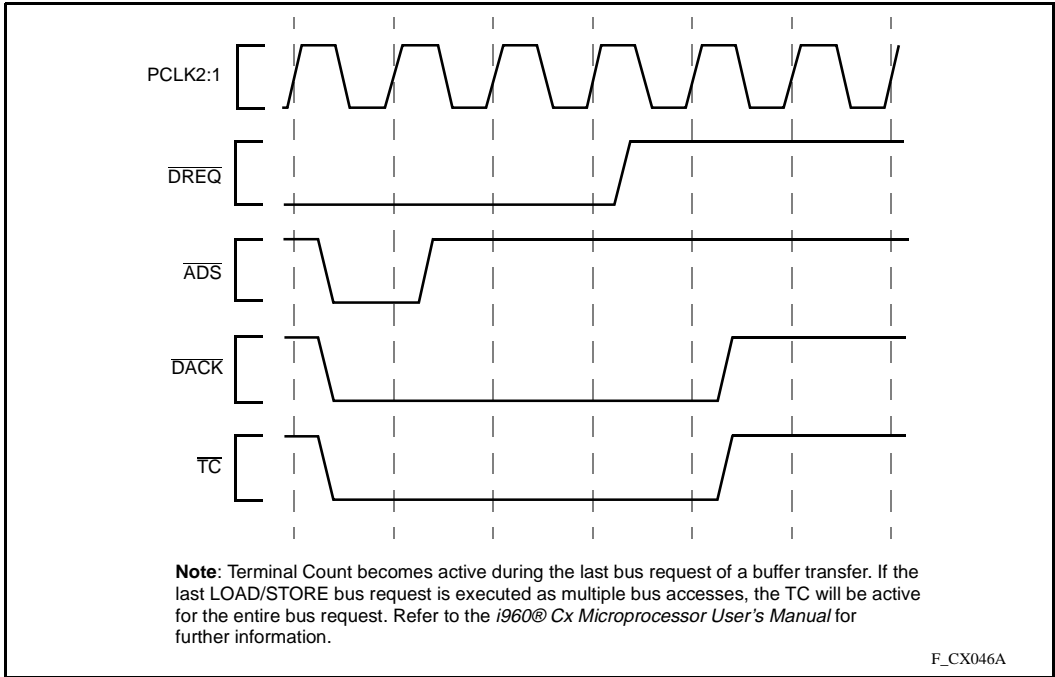 PCLK2:1
DREQ
ADS
DACK
TC
Note: Terminal Count becomes active during the last bus request of a buffer transfer. If the
last LOAD/STORE bus request is executed as multiple bus accesses, the TC will be active
for the entire bus request. Refer to the i960® Cx Microprocessor User's Manual for
further information.
F_CX046A